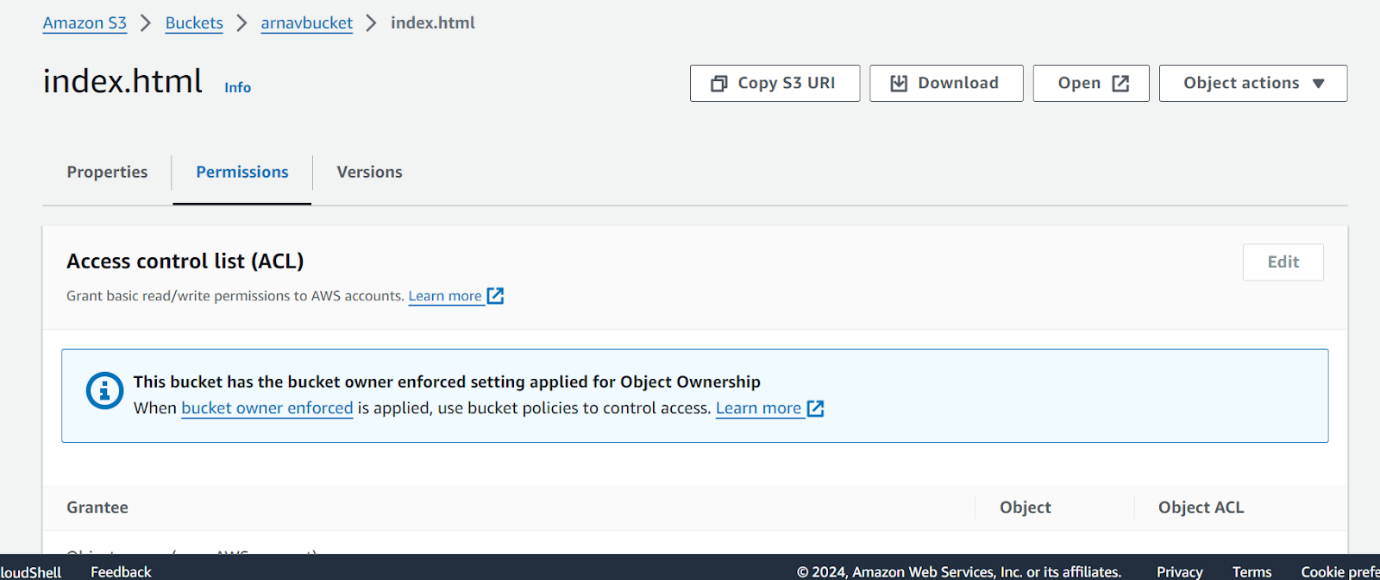 Amazon S3 > Buckets > arnavbucket > index.html
index.html Info
Copy S3 URI Download Open Object actions
Properties Permissions Versions
Access control list (ACL)
Edit
Grant basic read/write permissions to AWS accounts. Learn more
This bucket has the bucket owner enforced setting applied for Object Ownership
When bucket owner enforced is applied, use bucket policies to control access. Learn more
Grantee Object Object ACL
loudShell Feedback © 2024, Amazon Web Services, Inc. or its affiliates. Privacy Terms Cookie prefe